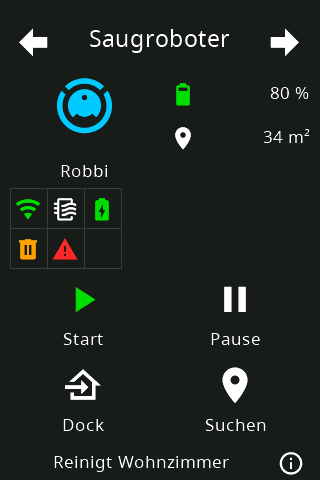 Saugroboter
80 %
34 m²
Robbi
Start
Pause
Dock
Suchen
Reinigt Wohnzimmer